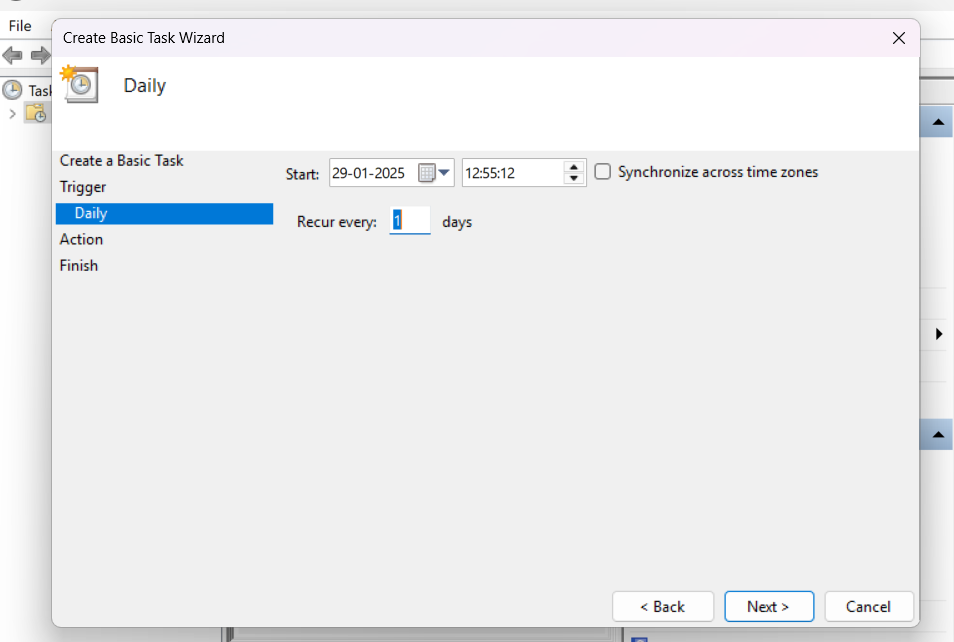 File
Create Basic Task Wizard
Daily
Create a Basic Task
Trigger
Daily
Action
Finish
Start: 29-01-2025 12:55:12 Synchronize across time zones
Recur every: 1 days
< Back Next > Cancel